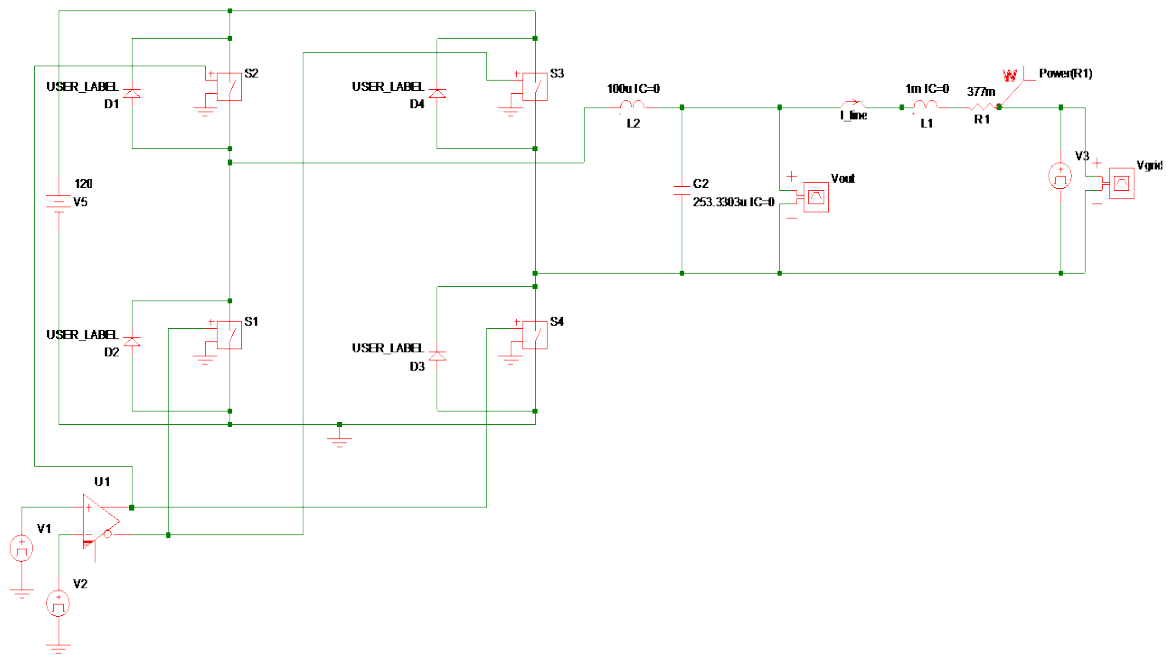 S2
S3
Power(R1)
USER_LABEL
D1
USER_LABEL
D4
100u IC=0
L2
I_line
1m IC=0
L1
377m
R1
W
V3
Vgrid
120
V5
C2
253.3303u IC=0
Vout
S1
S4
USER_LABEL
D2
USER_LABEL
D3
U1
V1
V2